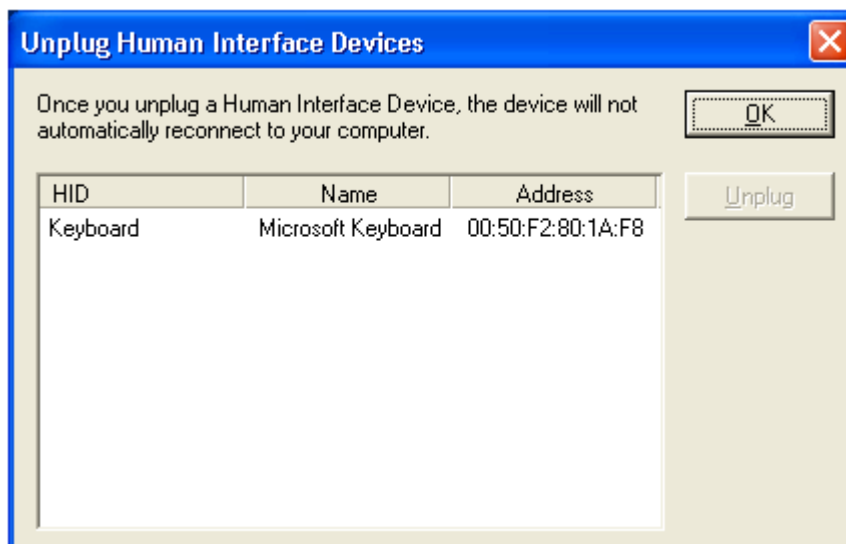 Unplug Human Interface Devices
Once you unplug a Human Interface Device, the device will not
automatically reconnect to your computer.
OK
HID Name Address
Unplug
Keyboard Microsoft Keyboard 00:50:F2:80:1A:F8